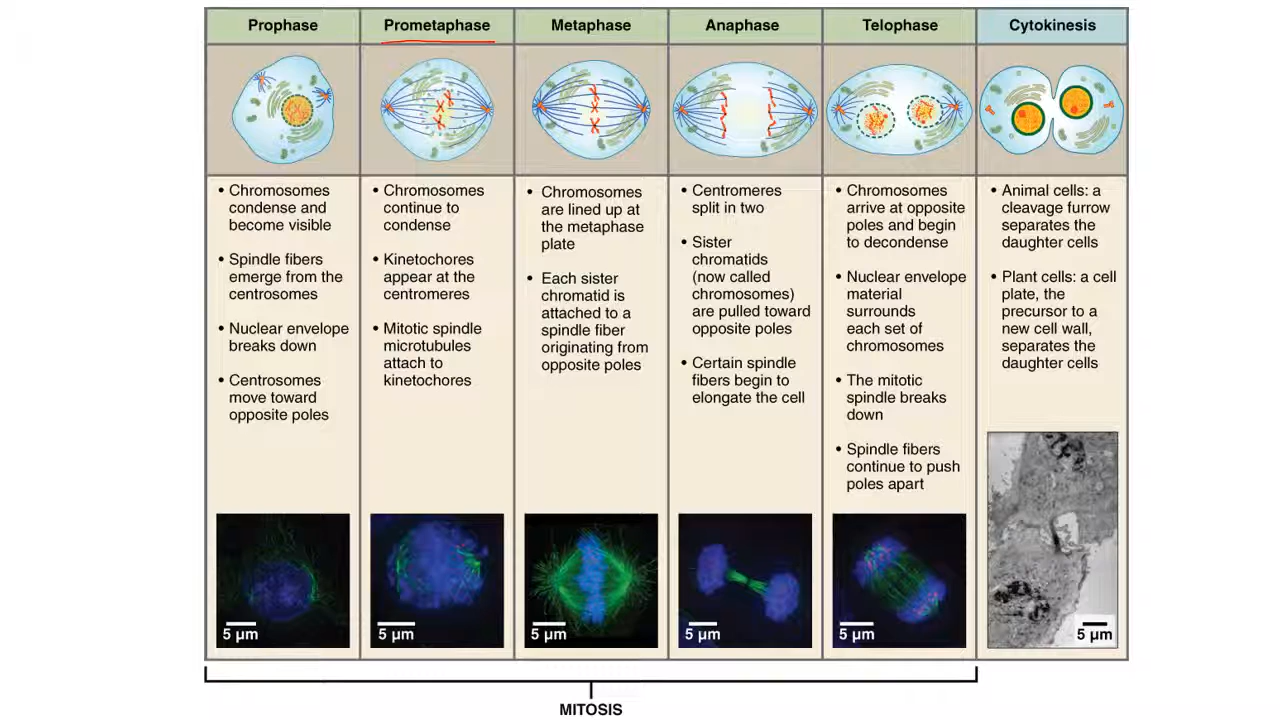 Prophase
Prometaphase
Metaphase
Anaphase
Telophase
Cytokinesis
• Chromosomes
condense and
become visible
• Spindle fibers
emerge from the
centrosomes
• Nuclear envelope
breaks down
• Centrosomes
move toward
opposite poles
• Chromosomes
continue to
condense
• Kinetochores
appear at the
centromeres
• Mitotic spindle
microtubules
attach to
kinetochores
• Chromosomes
are lined up at
the metaphase
plate
• Each sister
chromatid is
attached to a
spindle fiber
originating from
opposite poles
• Centromeres
split in two
• Sister
chromatids
(now called
chromosomes)
are pulled toward
opposite poles
• Certain spindle
fibers begin to
elongate the cell
• Chromosomes
arrive at opposite
poles and begin
to decondense
• Nuclear envelope
material
surrounds
each set of
chromosomes
• The mitotic
spindle breaks
down
• Spindle fibers
continue to push
poles apart
• Animal cells: a
cleavage furrow
separates the
daughter cells
• Plant cells: a cell
plate, the
precursor to a
new cell wall,
separates the
daughter cells
5 μm
5 μm
5 μm
5 μm
5 μm
5 μm
MITOSIS